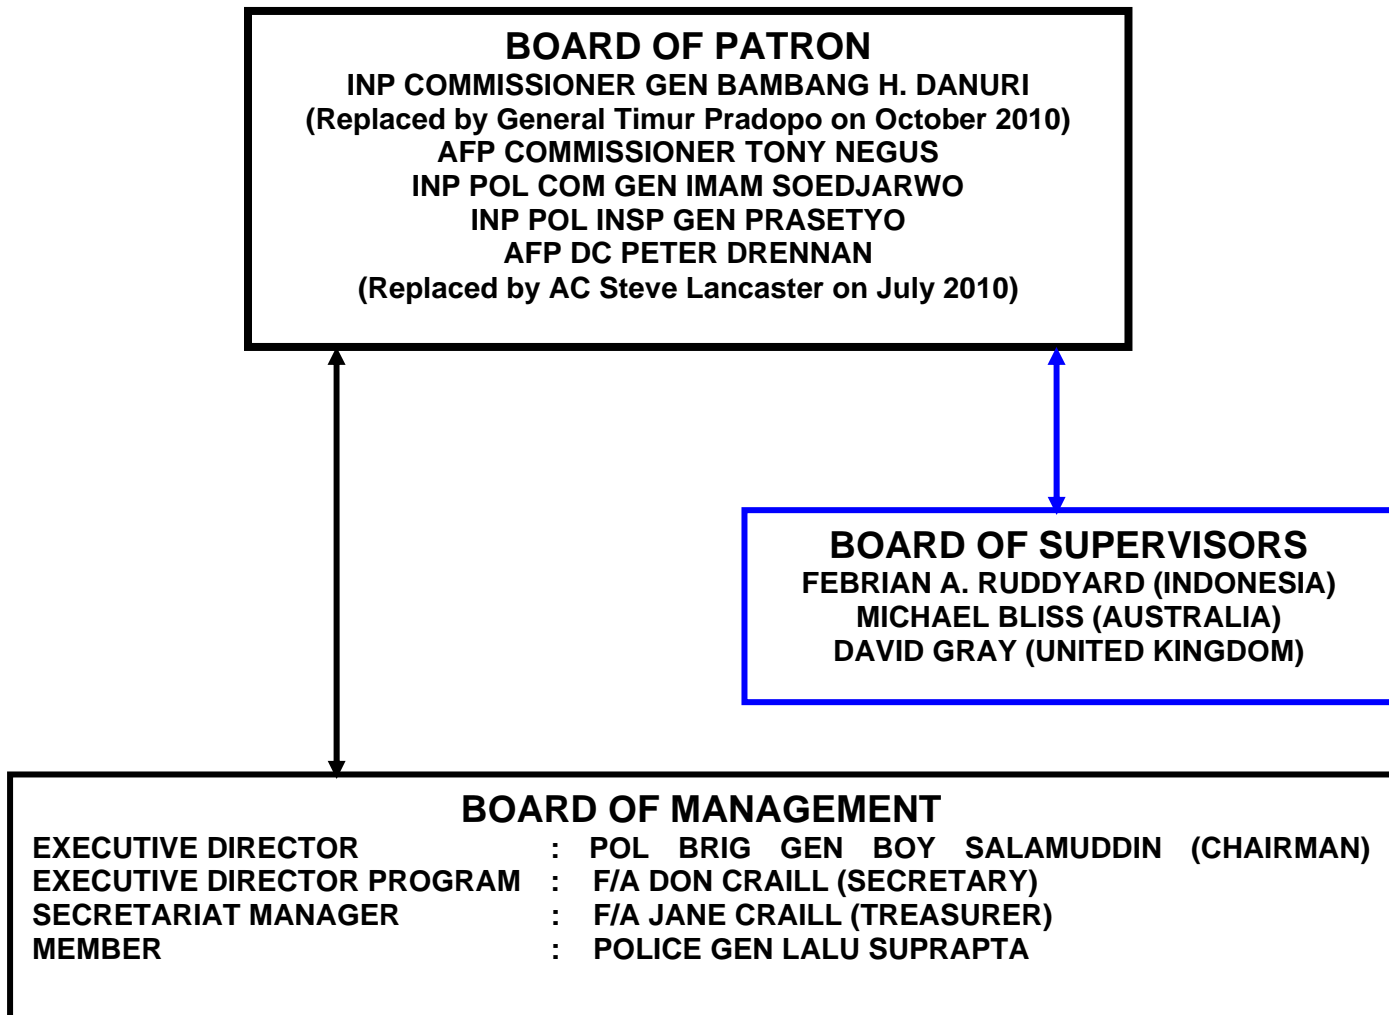 BOARD OF PATRON
INP COMMISSIONER GEN BAMBANG H. DANURI
(Replaced by General Timur Pradopo on October 2010)
AFP COMMISSIONER TONY NEGUS
INP POL COM GEN IMAM SOEDJARWO
INP POL INSP GEN PRASETYO
AFP DC PETER DRENNAN
(Replaced by AC Steve Lancaster on July 2010)
BOARD OF SUPERVISORS
FEBRIAN A. RUDDYARD (INDONESIA)
MICHAEL BLISS (AUSTRALIA)
DAVID GRAY (UNITED KINGDOM)
BOARD OF MANAGEMENT
EXECUTIVE DIRECTOR : POL BRIG GEN BOY SALAMUDDIN (CHAIRMAN)
EXECUTIVE DIRECTOR PROGRAM : F/A DON CRAILL (SECRETARY)
SECRETARIAT MANAGER : F/A JANE CRAILL (TREASURER)
MEMBER : POLICE GEN LALU SUPRAPTA